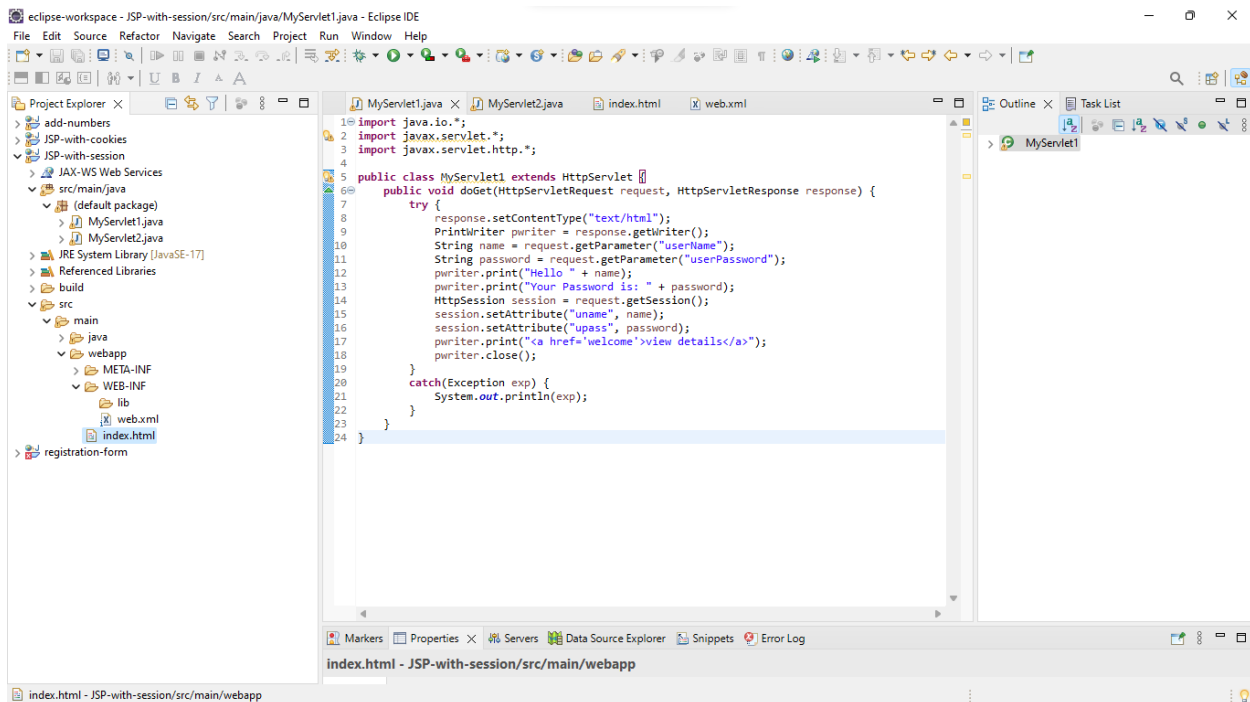 eclipse-workspace - JSP-with-session/src/main/java/MyServlet1.java - Eclipse IDE
File Edit Source Refactor Navigate Search Project Run Window Help
Project Explorer
add-numbers
JSP-with-cookies
JSP-with-session
JAX-WS Web Services
src/main/java
(default package)
MyServlet1.java
MyServlet2.java
JRE System Library [JavaSE-17]
Referenced Libraries
build
src
main
java
webapp
META-INF
WEB-INF
lib
web.xml
index.html
registration-form
MyServlet1.java MyServlet2.java index.html web.xml
1 import java.io.*;
2 import javax.servlet.*;
3 import javax.servlet.http.*;
4
5 public class MyServlet1 extends HttpServlet {
6 public void doGet(HttpServletRequest request, HttpServletResponse response) {
7 try {
8 response.setContentType("text/html");
9 PrintWriter pwriter = response.getWriter();
10 String name = request.getParameter("userName");
11 String password = request.getParameter("userPassword");
12 pwriter.print("Hello " + name);
13 pwriter.print("Your Password is: " + password);
14 HttpSession session = request.getSession();
15 session.setAttribute("uname", name);
16 session.setAttribute("upass", password);
17 pwriter.print("<a href='welcome'>view details</a>");
18 pwriter.close();
19 }
20 catch(Exception exp) {
21 System.out.println(exp);
22 }
23 }
24 }
Outline Task List
MyServlet1
Markers Properties Servers Data Source Explorer Snippets Error Log
index.html - JSP-with-session/src/main/webapp
index.html - JSP-with-session/src/main/webapp